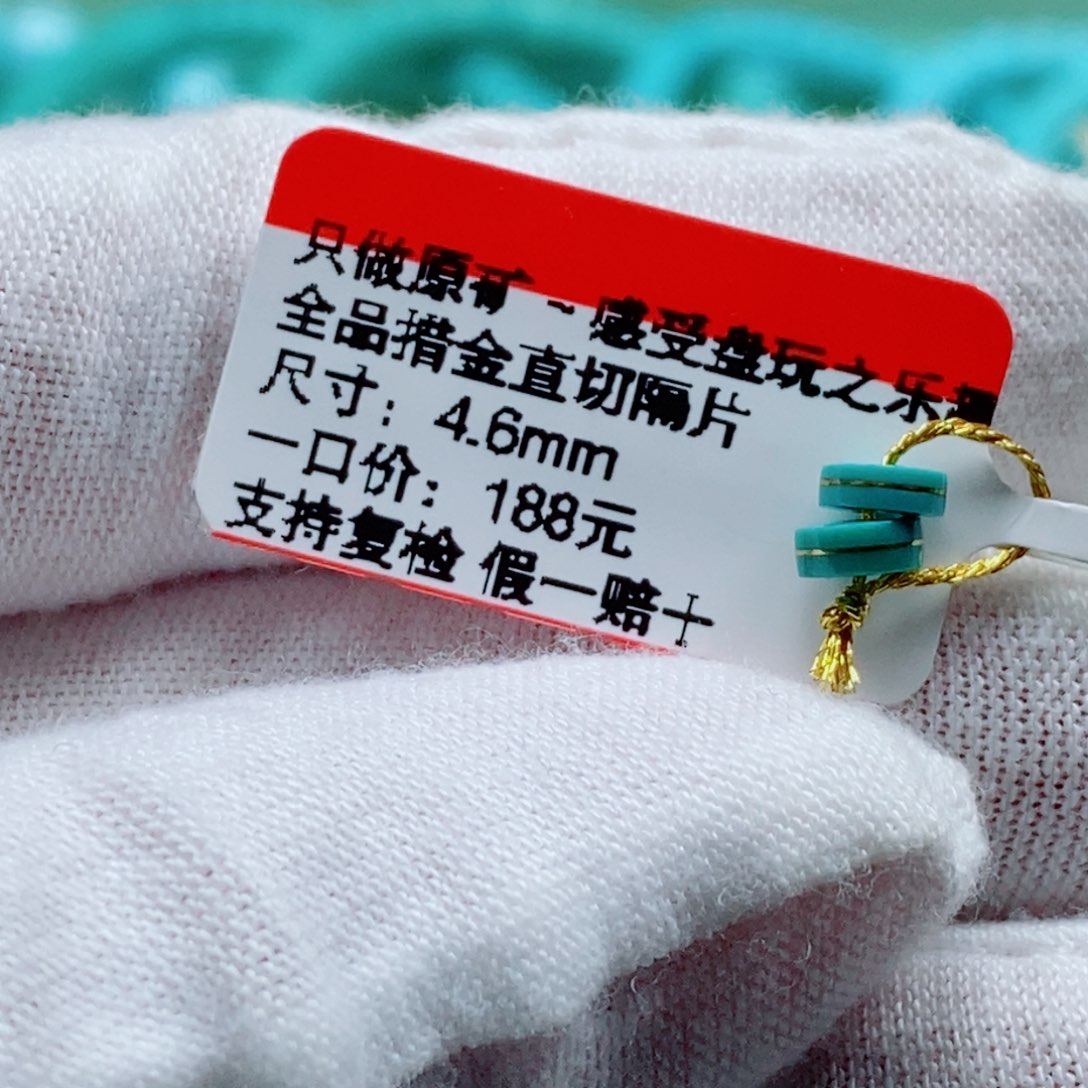 只做原矿~感受盘玩之乐趣
全品措金直切隔片
尺寸：4.6mm
一口价：188元
支持复检 假一赔十